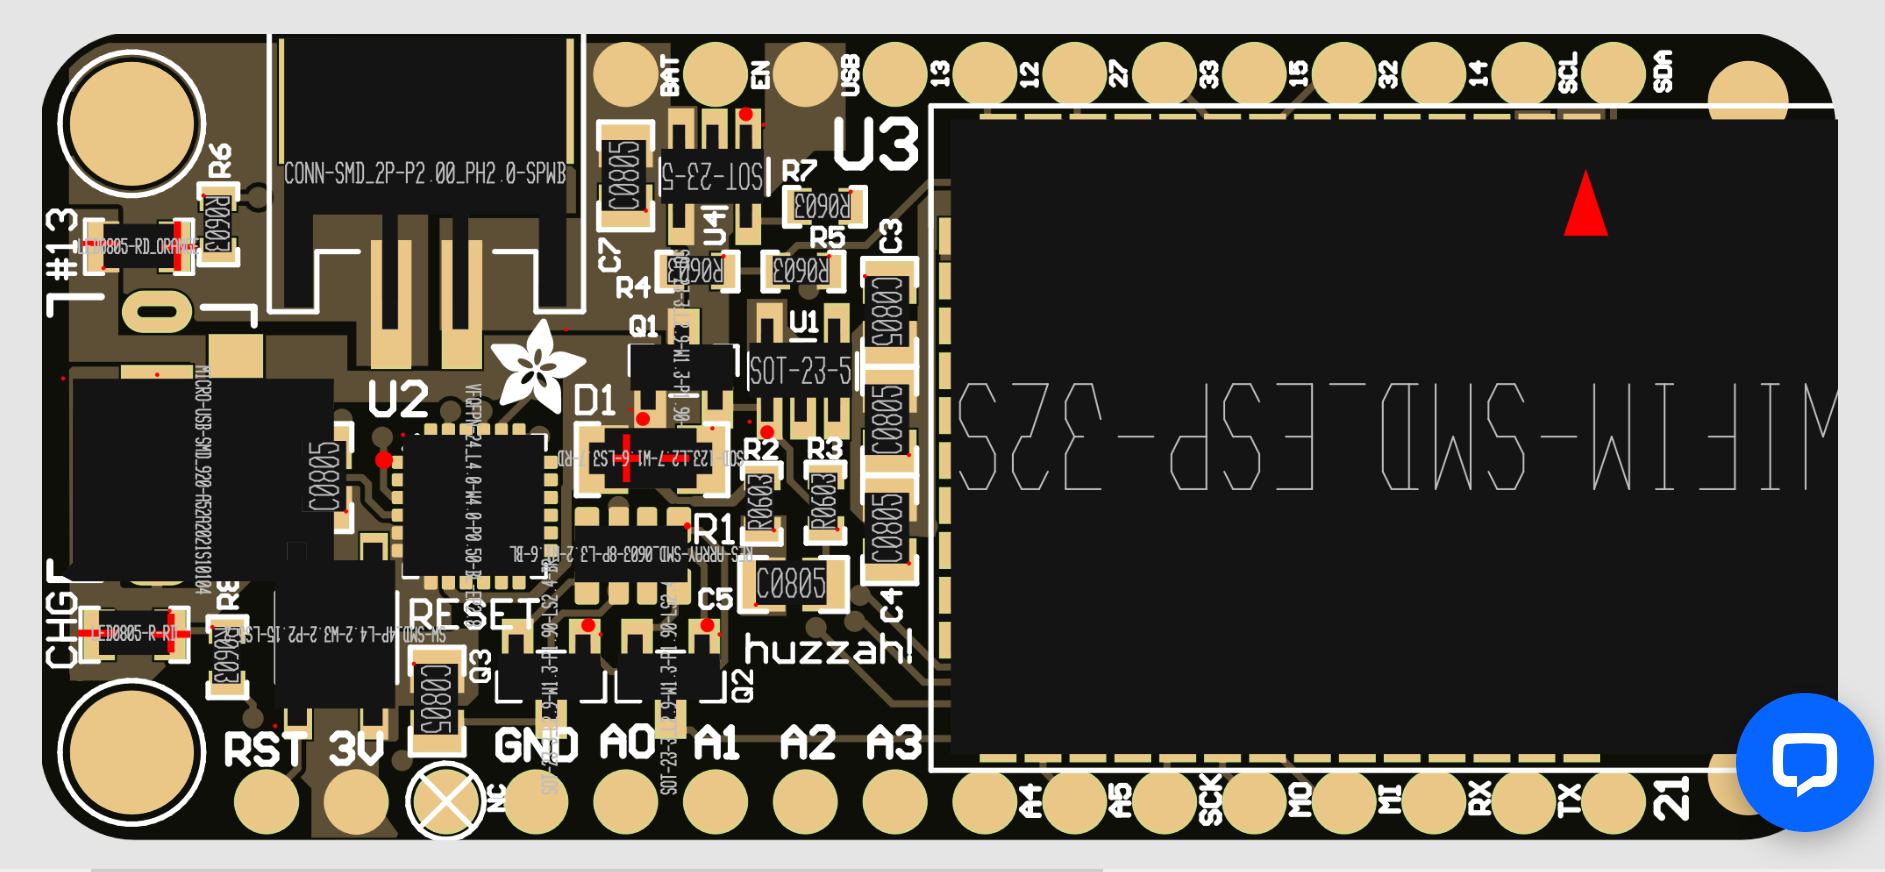 BAT
EN
USB
13
12
27
33
15
32
14
SCL
SDA
U3
R6
CONN-SMD_2P-P2.00_PH2.0-SPWB
C0805
SOT-23-5
R7
R0603
R0603
#13
LED0805-RD_ORANGE
C7
U4
R5
C3
R4
R0603
R0603
C0805
Q1
U1
SOT-23-5
WIFIM-SMD_ESP-32S
U2
D1
C0805
C0805
R2
R3
R0603
R0603
R1
C0805
C0805
C5
C4
CHG
R8
RESET
LED0805-R-RD
R0603
C0805
Q3
Q2
huzzah!
RST
3V
GND
A0
A1
A2
A3
NC
A4
A5
SCK
MO
MI
RX
TX
21